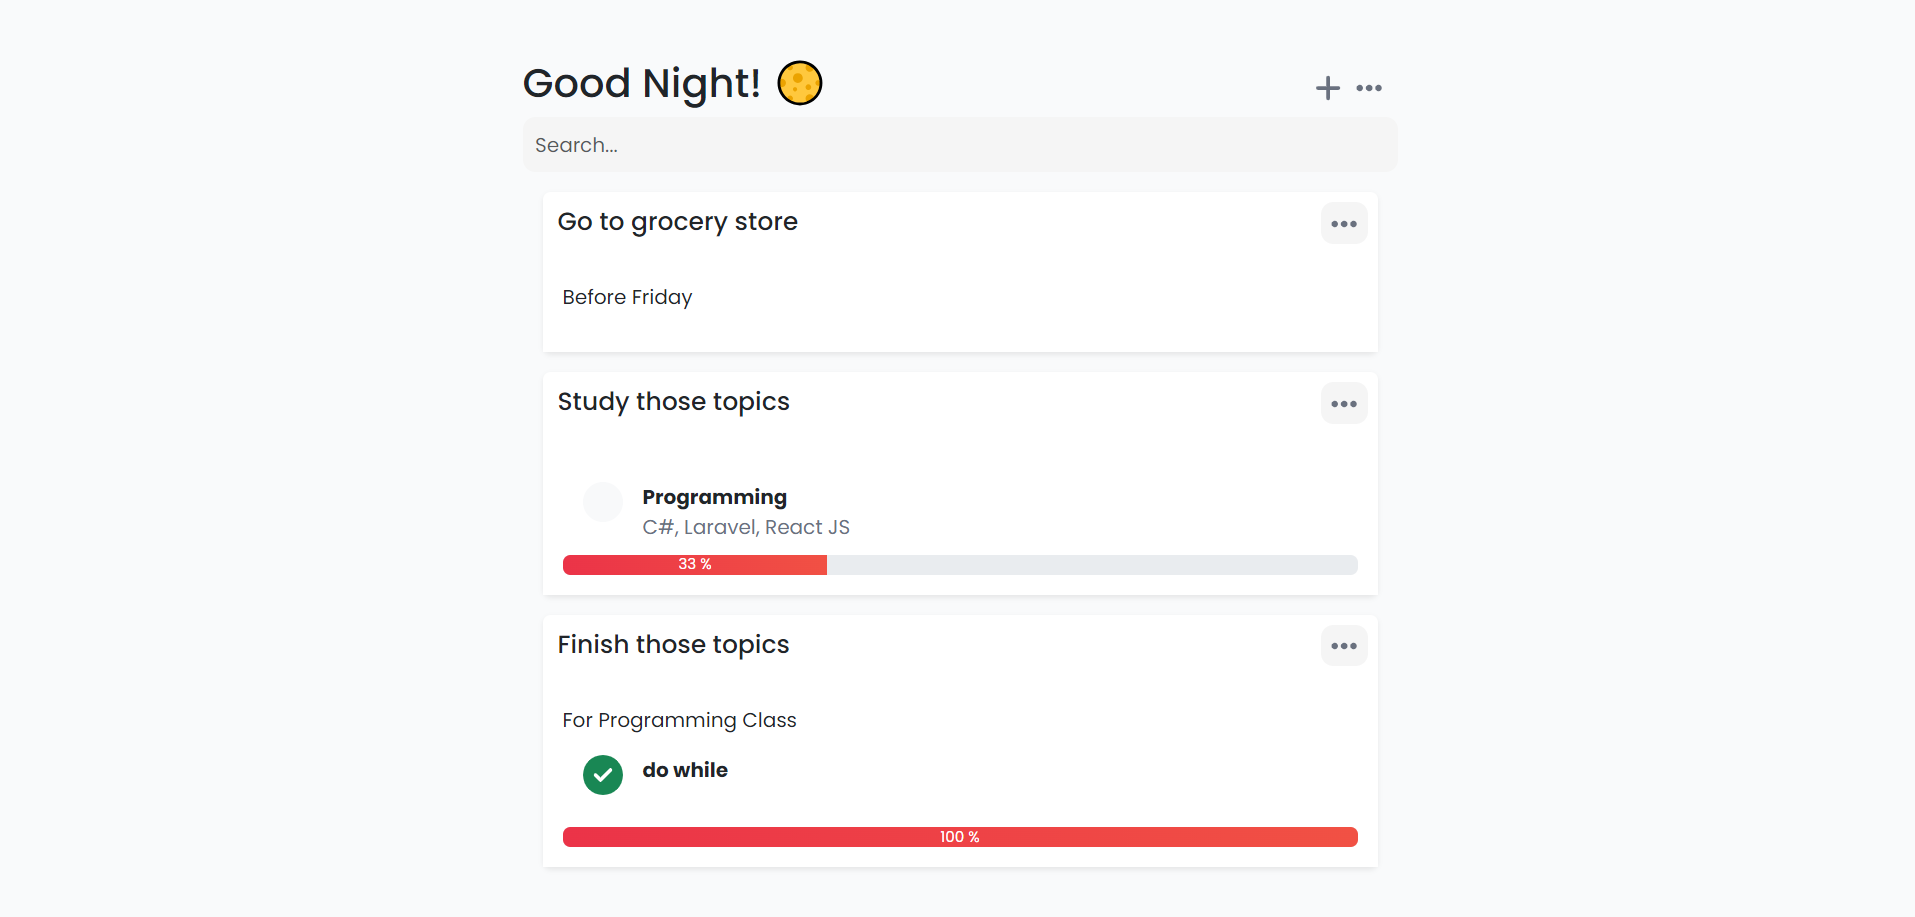 Good Night!
Search...
Go to grocery store
Before Friday
Study those topics
Programming
C#, Laravel, React JS
33 %
Finish those topics
For Programming Class
do while
100 %